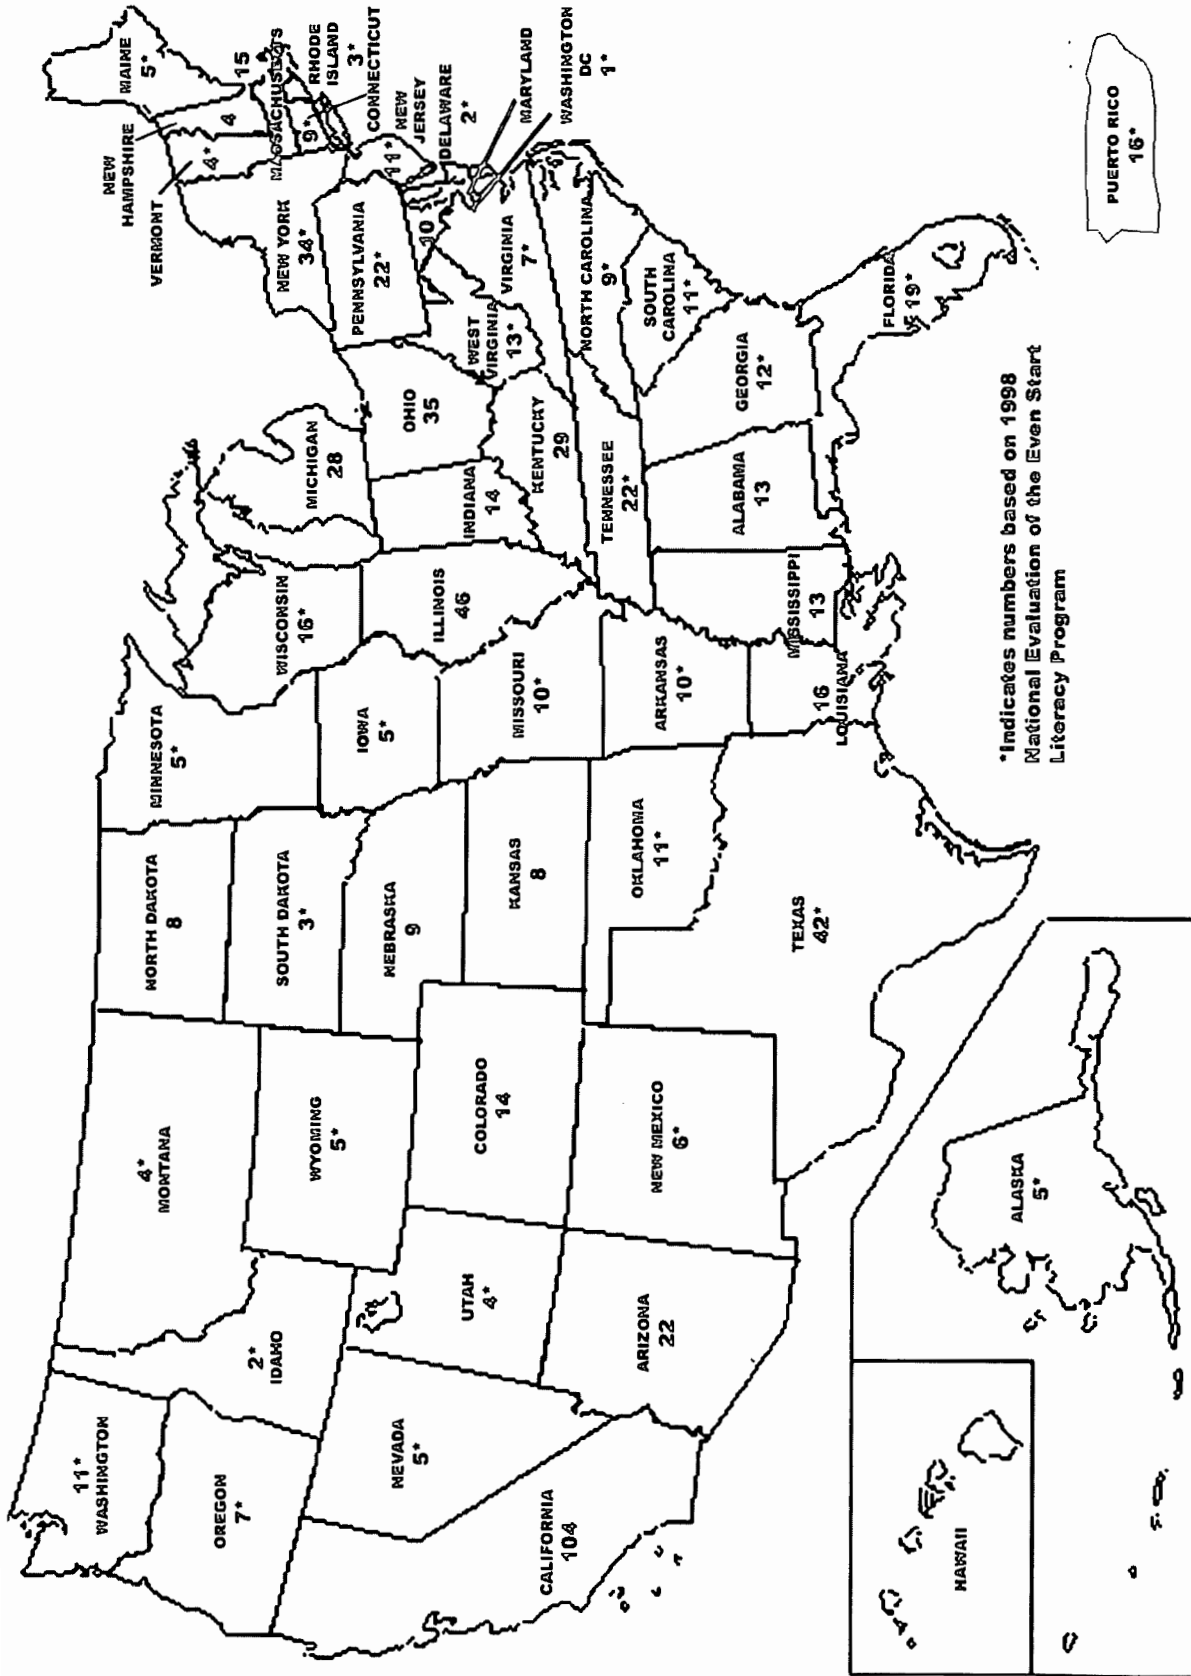 11*
WASHINGTON
OREGON
7*
CALIFORNIA
104
NEVADA
5*
2*
IDAHO
4*
MONTANA
WYOMING
5*
UTAH
4*
ARIZONA
22
COLORADO
14
NEW MEXICO
6*
NORTH DAKOTA
8
SOUTH DAKOTA
3*
NEBRASKA
9
KANSAS
8
OKLAHOMA
11*
TEXAS
42*
MINNESOTA
5*
IOWA
5*
MISSOURI
10*
ARKANSAS
10*
16
LOUISIANA
WISCONSIN
16*
ILLINOIS
46
MISSISSIPPI
13
MICHIGAN
28
INDIANA
14
OHIO
35
KENTUCKY
29
TENNESSEE
22*
ALABAMA
13
GEORGIA
12*
FLORIDA
19*
SOUTH
CAROLINA
11*
NORTH CAROLINA
9*
VIRGINIA
7*
WEST
VIRGINIA
13*
PENNSYLVANIA
22*
NEW YORK
34*
VERMONT
4*
NEW
HAMPSHIRE
4
MAINE
5*
15
MASSACHUSETTS
RHODE
ISLAND
3*
CONNECTICUT
9*
NEW
JERSEY
11*
DELAWARE
2*
MARYLAND
10
WASHINGTON
DC
1*
HAWAII
ALASKA
5*
PUERTO RICO
16*
*Indicates numbers based on 1998
National Evaluation of the Even Start
Literacy Program